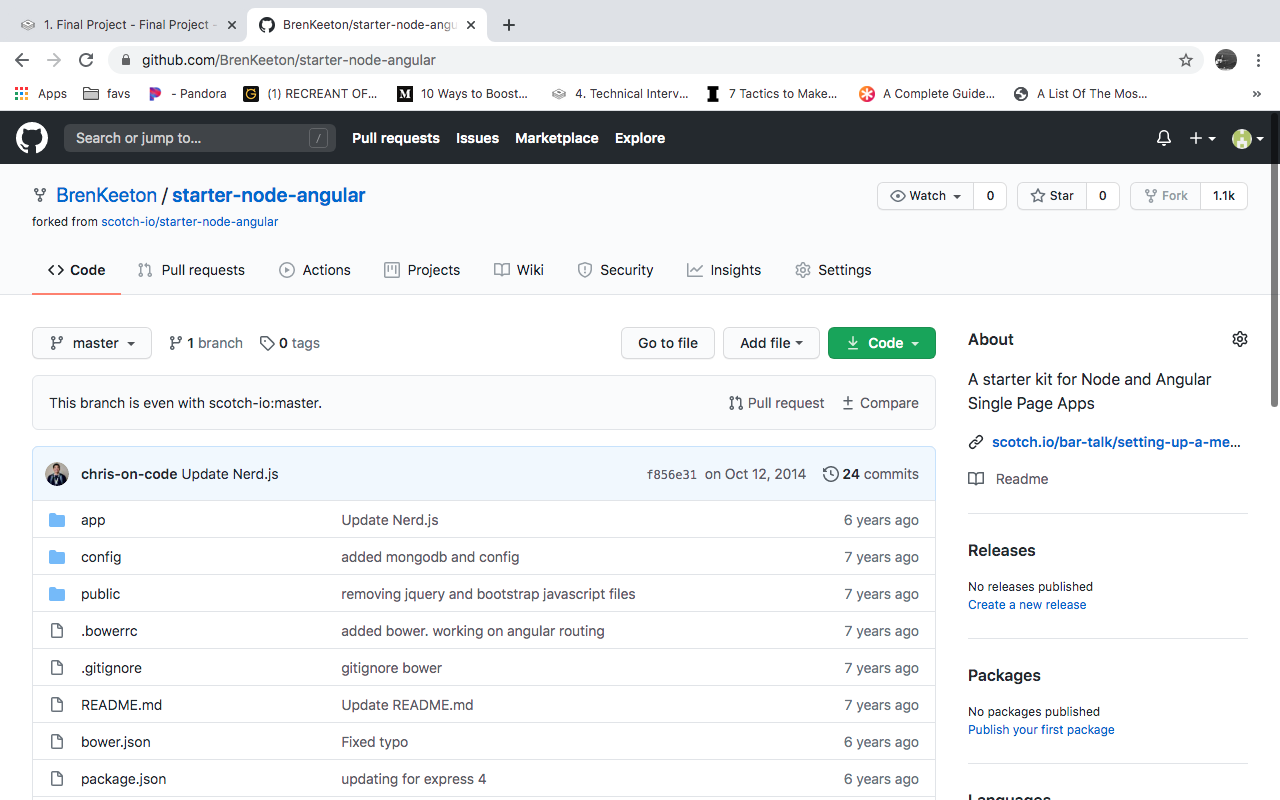 1. Final Project - Final Project -
BrenKeeton/starter-node-angu
github.com/BrenKeeton/starter-node-angular
Apps favs - Pandora (1) RECREANT OF... 10 Ways to Boost... 4. Technical Interv... 7 Tactics to Make... A Complete Guide... A List Of The Mos... »
Search or jump to... / Pull requests Issues Marketplace Explore
BrenKeeton / starter-node-angular
Watch 0 Star 0 Fork 1.1k
forked from scotch-io/starter-node-angular
Code Pull requests Actions Projects Wiki Security Insights Settings
master 1 branch 0 tags Go to file Add file Code
This branch is even with scotch-io:master. Pull request Compare
chris-on-code Update Nerd.js f856e31 on Oct 12, 2014 24 commits
app Update Nerd.js 6 years ago
config added mongodb and config 7 years ago
public removing jquery and bootstrap javascript files 7 years ago
.bowerrc added bower. working on angular routing 7 years ago
.gitignore gitignore bower 7 years ago
README.md Update README.md 7 years ago
bower.json Fixed typo 6 years ago
package.json updating for express 4 6 years ago
About
A starter kit for Node and Angular
Single Page Apps
scotch.io/bar-talk/setting-up-a-me...
Readme
Releases
No releases published
Create a new release
Packages
No packages published
Publish your first package
Languages